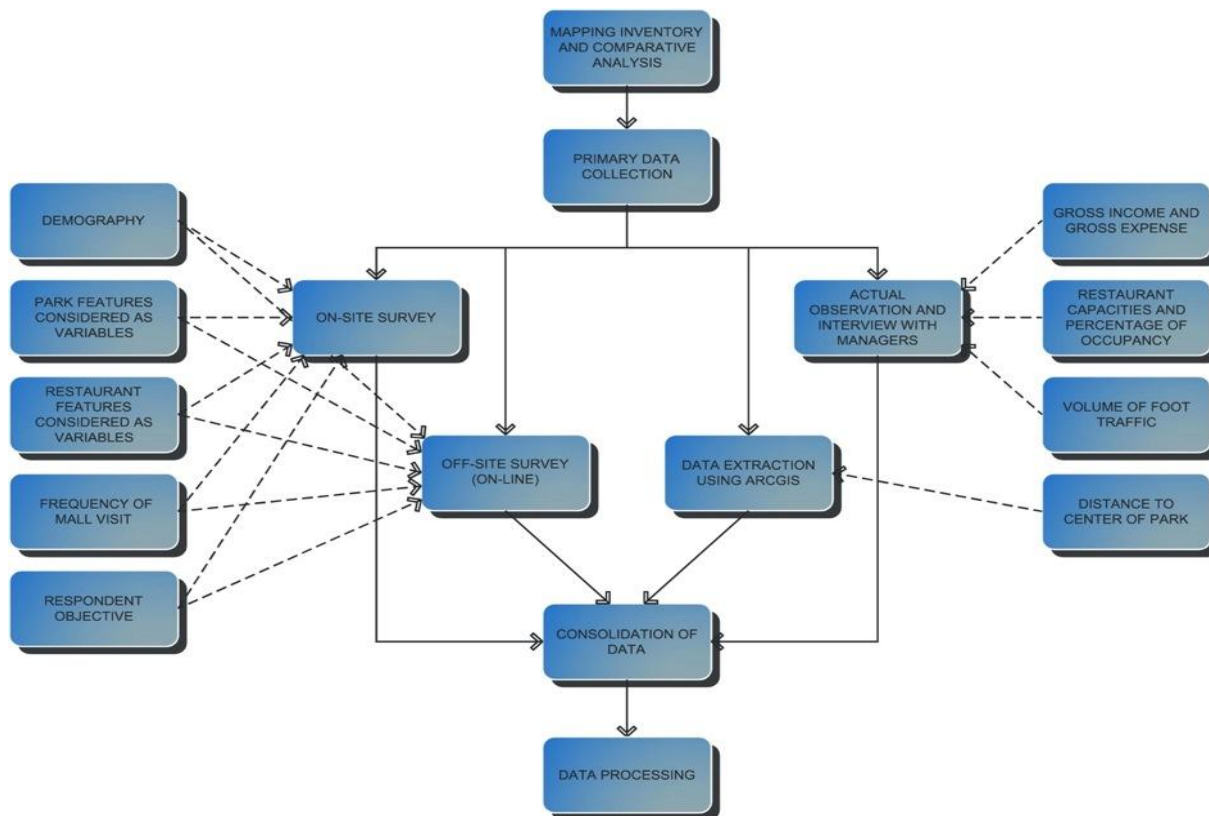 MAPPING INVENTORY
AND COMPARATIVE
ANALYSIS
PRIMARY DATA
COLLECTION
DEMOGRAPHY
PARK FEATURES
CONSIDERED AS
VARIABLES
RESTAURANT
FEATURES
CONSIDERED AS
VARIABLES
FREQUENCY OF
MALL VISIT
RESPONDENT
OBJECTIVE
ON-SITE SURVEY
OFF-SITE SURVEY
(ON-LINE)
DATA EXTRACTION
USING ARCGIS
ACTUAL
OBSERVATION AND
INTERVIEW WITH
MANAGERS
GROSS INCOME AND
GROSS EXPENSE
RESTAURANT
CAPACITIES AND
PERCENTAGE OF
OCCUPANCY
VOLUME OF FOOT
TRAFFIC
DISTANCE TO
CENTER OF PARK
CONSOLIDATION OF
DATA
DATA PROCESSING